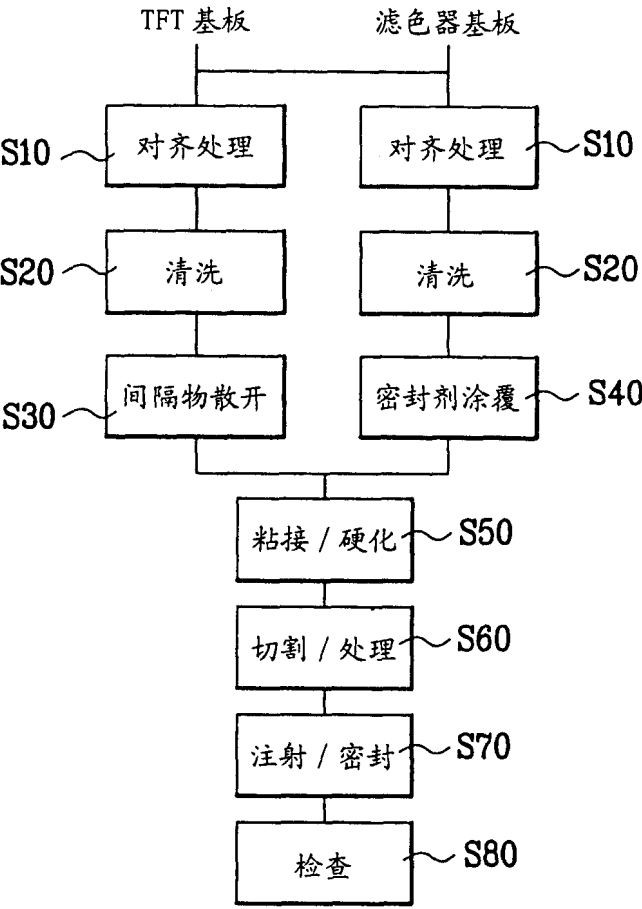 TFT 基板
滤色器基板
S10
对齐处理
对齐处理
S10
S20
清洗
清洗
S20
S30
间隔物散开
密封剂涂覆
S40
粘接 / 硬化
S50
切割 / 处理
S60
注射 / 密封
S70
检查
S80